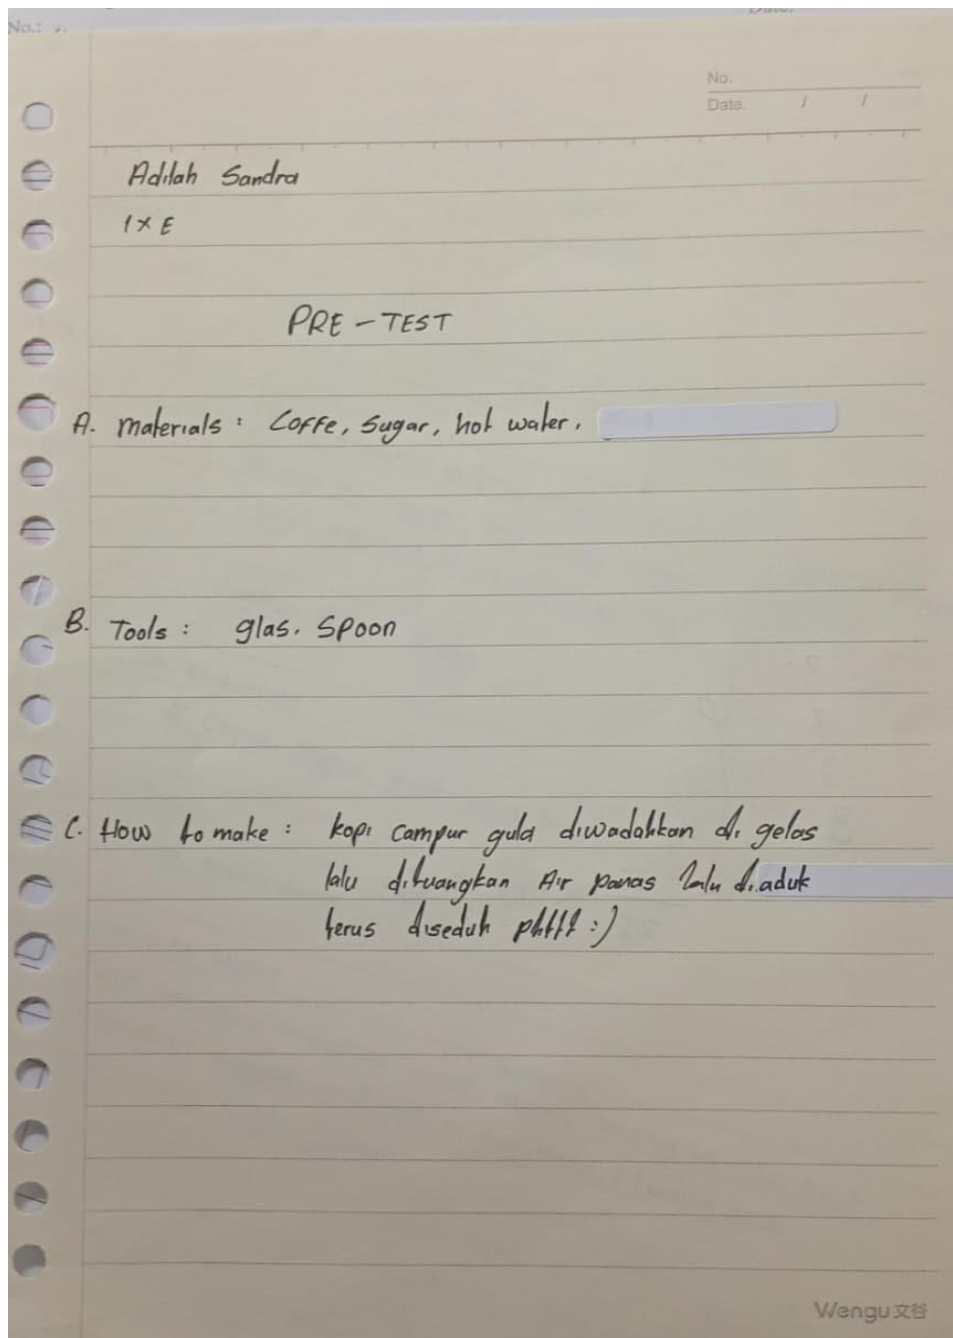 No.:
No.
Date. / /
Adilah Sandra
IX E
PRE - TEST
A. Materials : Coffe, Sugar, hot water,
B. Tools : glas. Spoon
C. How to make : kopi campur gula diwadahkan di gelas
lalu dituangkan Air panas lalu diaduk
terus diseduh :)
Wengu文谷